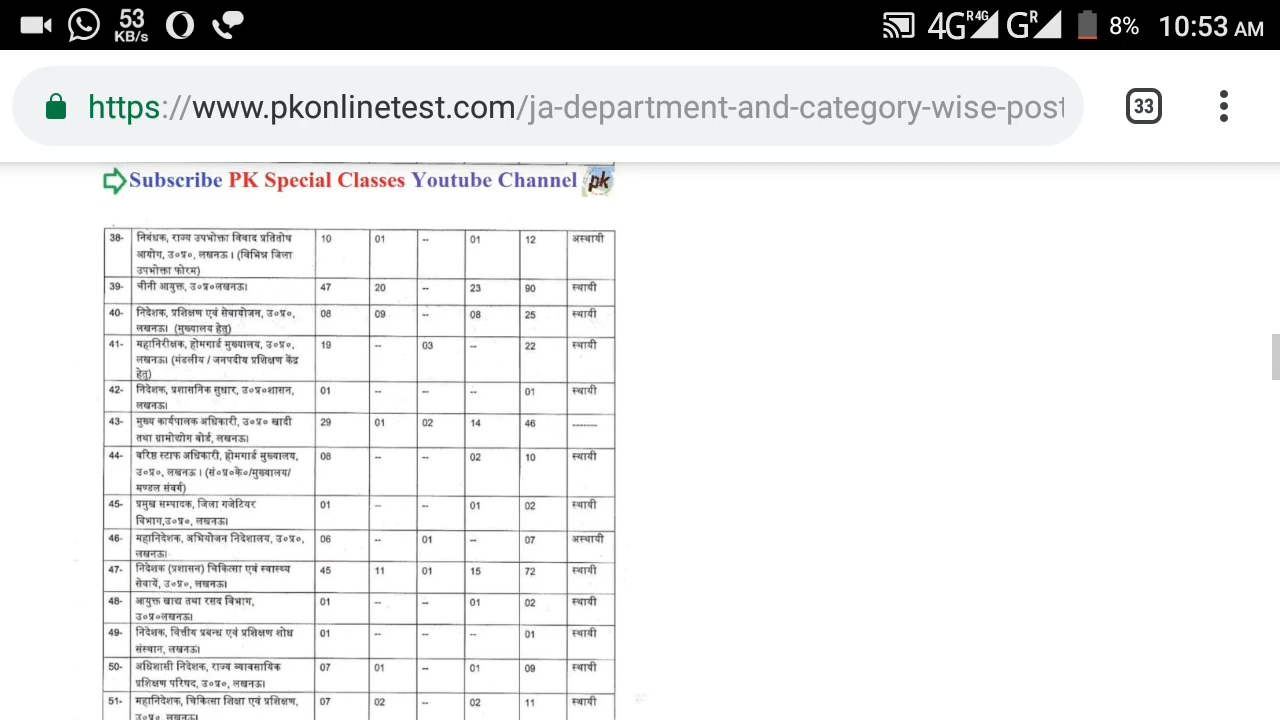 53
KB/s
4G R4G G R 8% 10:53 AM
https://www.pkonlinetest.com/ja-department-and-category-wise-post
33
Subscribe PK Special Classes Youtube Channel pk
38- निबंधक, राज्य उपभोक्ता विवाद प्रतितोष 10 01 -- 01 12 अस्थायी
आयोग, उ०प्र०, लखनऊ। (विभिन्न जिला
उपभोक्ता फोरम)
39- चीनी आयुक्त, उ०प्र०लखनऊ। 47 20 -- 23 90 स्थायी
40- निदेशक, प्रशिक्षण एवं सेवायोजन, उ०प्र०, 08 09 -- 08 25 स्थायी
लखनऊ। (मुख्यालय हेतु)
41- महानिरीक्षक, होमगार्ड मुख्यालय, उ०प्र०, 19 -- 03 -- 22 स्थायी
लखनऊ। (मंडलीय / जनपदीय प्रशिक्षण केंद्र
हेतु)
42- निदेशक, प्रशासनिक सुधार, उ०प्र०शासन, 01 -- -- -- 01 स्थायी
लखनऊ।
43- मुख्य कार्यपालक अधिकारी, उ०प्र० खादी 29 01 02 14 46 -------
तथा ग्रामोद्योग बोर्ड, लखनऊ।
44- वरिष्ठ स्टाफ अधिकारी, होमगार्ड मुख्यालय, 08 -- -- 02 10 स्थायी
उ०प्र०, लखनऊ। (सं०प्र०कें०/मुख्यालय/
मण्डल संवर्ग)
45- प्रमुख सम्पादक, जिला गजेटियर 01 -- -- 01 02 स्थायी
विभाग,उ०प्र०, लखनऊ।
46- महानिदेशक, अभियोजन निदेशालय, उ०प्र०, 06 -- 01 -- 07 अस्थायी
लखनऊ।
47- निदेशक (प्रशासन) चिकित्सा एवं स्वास्थ्य 45 11 01 15 72 स्थायी
सेवायें, उ०प्र०, लखनऊ।
48- आयुक्त खाद्य तथा रसद विभाग, 01 -- -- 01 02 स्थायी
उ०प्र०लखनऊ।
49- निदेशक, वित्तीय प्रबन्ध एवं प्रशिक्षण शोध 01 -- -- -- 01 स्थायी
संस्थान, लखनऊ।
50- अधिशासी निदेशक, राज्य व्यावसायिक 07 01 -- 01 09 स्थायी
प्रशिक्षण परिषद, उ०प्र०, लखनऊ।
51- महानिदेशक, चिकित्सा शिक्षा एवं प्रशिक्षण, 07 02 -- 02 11 स्थायी
उ०प्र०, लखनऊ।